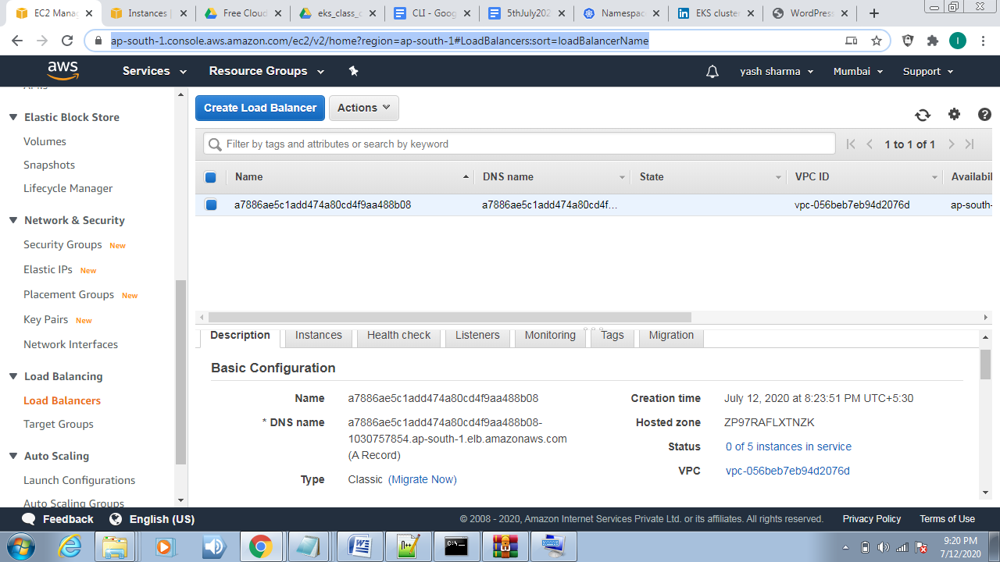 EC2 Manag
Instances |
Free Cloud
eks_class_c
CLI - Goog
5thJuly202
Namespac
EKS cluster
WordPress
ap-south-1.console.aws.amazon.com/ec2/v2/home?region=ap-south-1#LoadBalancers:sort=loadBalancerName
I
aws
Services
Resource Groups
yash sharma
Mumbai
Support
Elastic Block Store
Volumes
Snapshots
Lifecycle Manager
Network & Security
Security Groups New
Elastic IPs New
Placement Groups New
Key Pairs New
Network Interfaces
Load Balancing
Load Balancers
Target Groups
Auto Scaling
Launch Configurations
Auto Scaling Groups
Create Load Balancer
Actions
Filter by tags and attributes or search by keyword
1 to 1 of 1
Name
DNS name
State
VPC ID
Availabil
a7886ae5c1add474a80cd4f9aa488b08
a7886ae5c1add474a80cd4f...
vpc-056beb7eb94d2076d
ap-south-
Description
Instances
Health check
Listeners
Monitoring
Tags
Migration
Basic Configuration
Name a7886ae5c1add474a80cd4f9aa488b08
* DNS name a7886ae5c1add474a80cd4f9aa488b08-
1030757854.ap-south-1.elb.amazonaws.com
(A Record)
Type Classic (Migrate Now)
Creation time July 12, 2020 at 8:23:51 PM UTC+5:30
Hosted zone ZP97RAFLXTNZK
Status 0 of 5 instances in service
VPC vpc-056beb7eb94d2076d
Feedback
English (US)
© 2008 - 2020, Amazon Internet Services Private Ltd. or its affiliates. All rights reserved.
Privacy Policy
Terms of Use
9:20 PM
7/12/2020